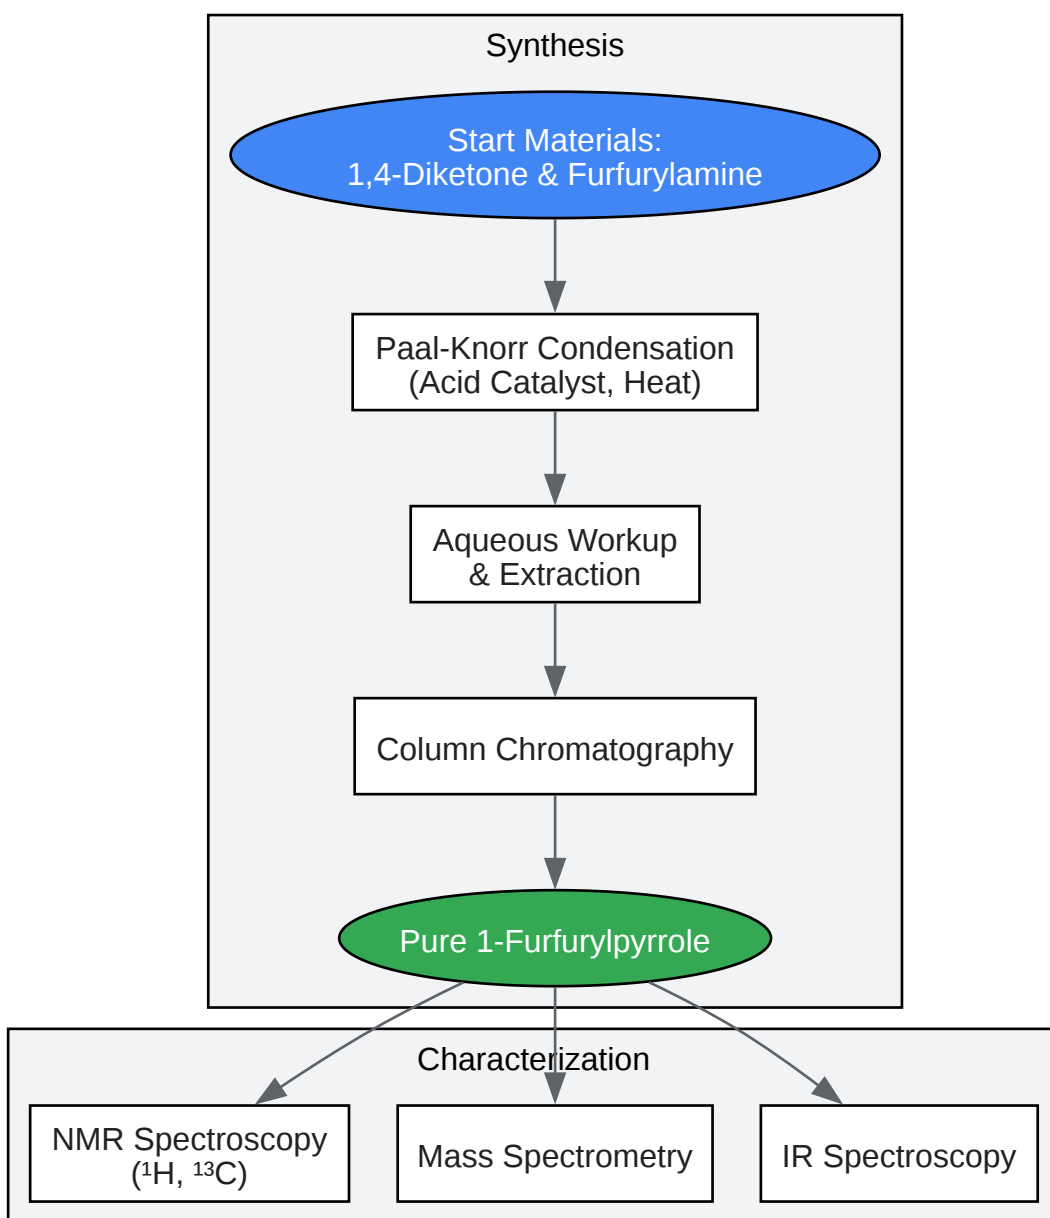 Synthesis
Start Materials:
1,4-Diketone & Furfurylamine
Paal-Knorr Condensation
(Acid Catalyst, Heat)
Aqueous Workup
& Extraction
Column Chromatography
Pure 1-Furfurylpyrrole
Characterization
NMR Spectroscopy
(¹H, ¹³C)
Mass Spectrometry
IR Spectroscopy